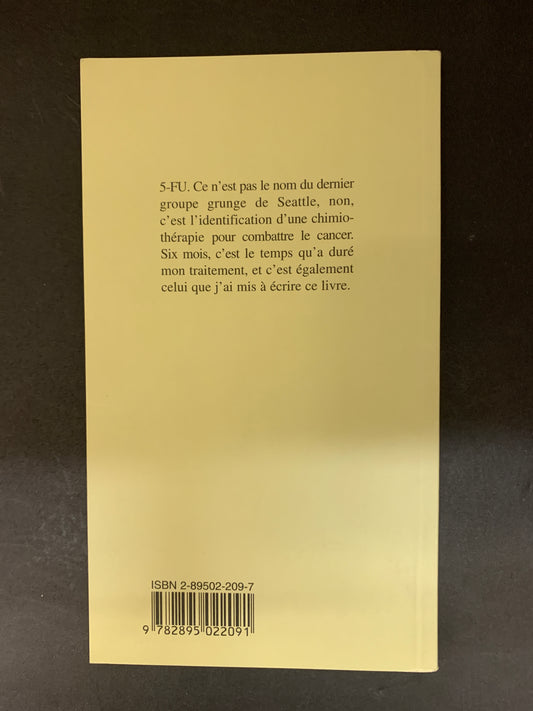 5-FU. Ce n'est pas le nom du dernier
groupe grunge de Seattle, non,
c'est l'identification d'une chimio-
thérapie pour combattre le cancer.
Six mois, c'est le temps qu'a duré
mon traitement, et c'est également
celui que j'ai mis à écrire ce livre.
ISBN 2-89502-209-7
9 782895 022091